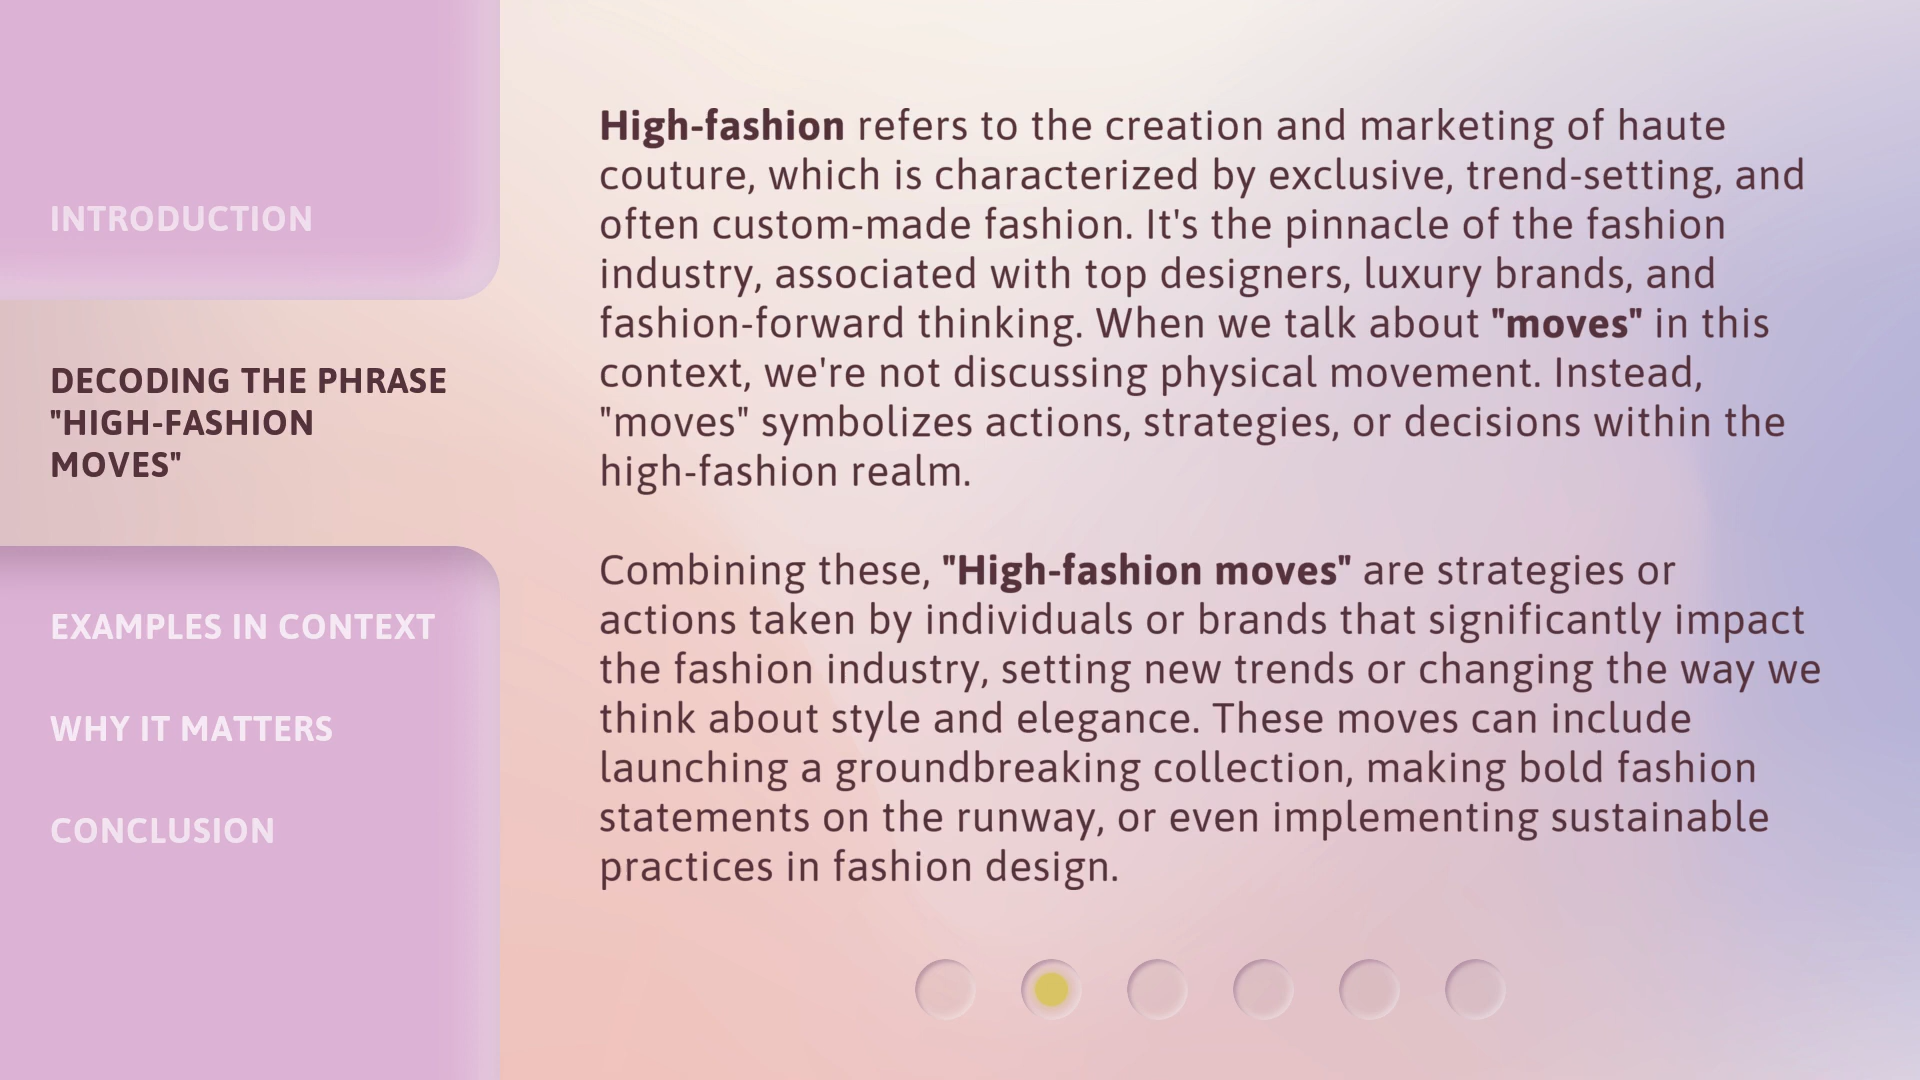 INTRODUCTION
DECODING THE PHRASE
"HIGH-FASHION
MOVES"
EXAMPLES IN CONTEXT
WHY IT MATTERS
CONCLUSION
High-fashion refers to the creation and marketing of haute
couture, which is characterized by exclusive, trend-setting, and
often custom-made fashion. It's the pinnacle of the fashion
industry, associated with top designers, luxury brands, and
fashion-forward thinking. When we talk about "moves" in this
context, we're not discussing physical movement. Instead,
"moves" symbolizes actions, strategies, or decisions within the
high-fashion realm.
Combining these, "High-fashion moves" are strategies or
actions taken by individuals or brands that significantly impact
the fashion industry, setting new trends or changing the way we
think about style and elegance. These moves can include
launching a groundbreaking collection, making bold fashion
statements on the runway, or even implementing sustainable
practices in fashion design.